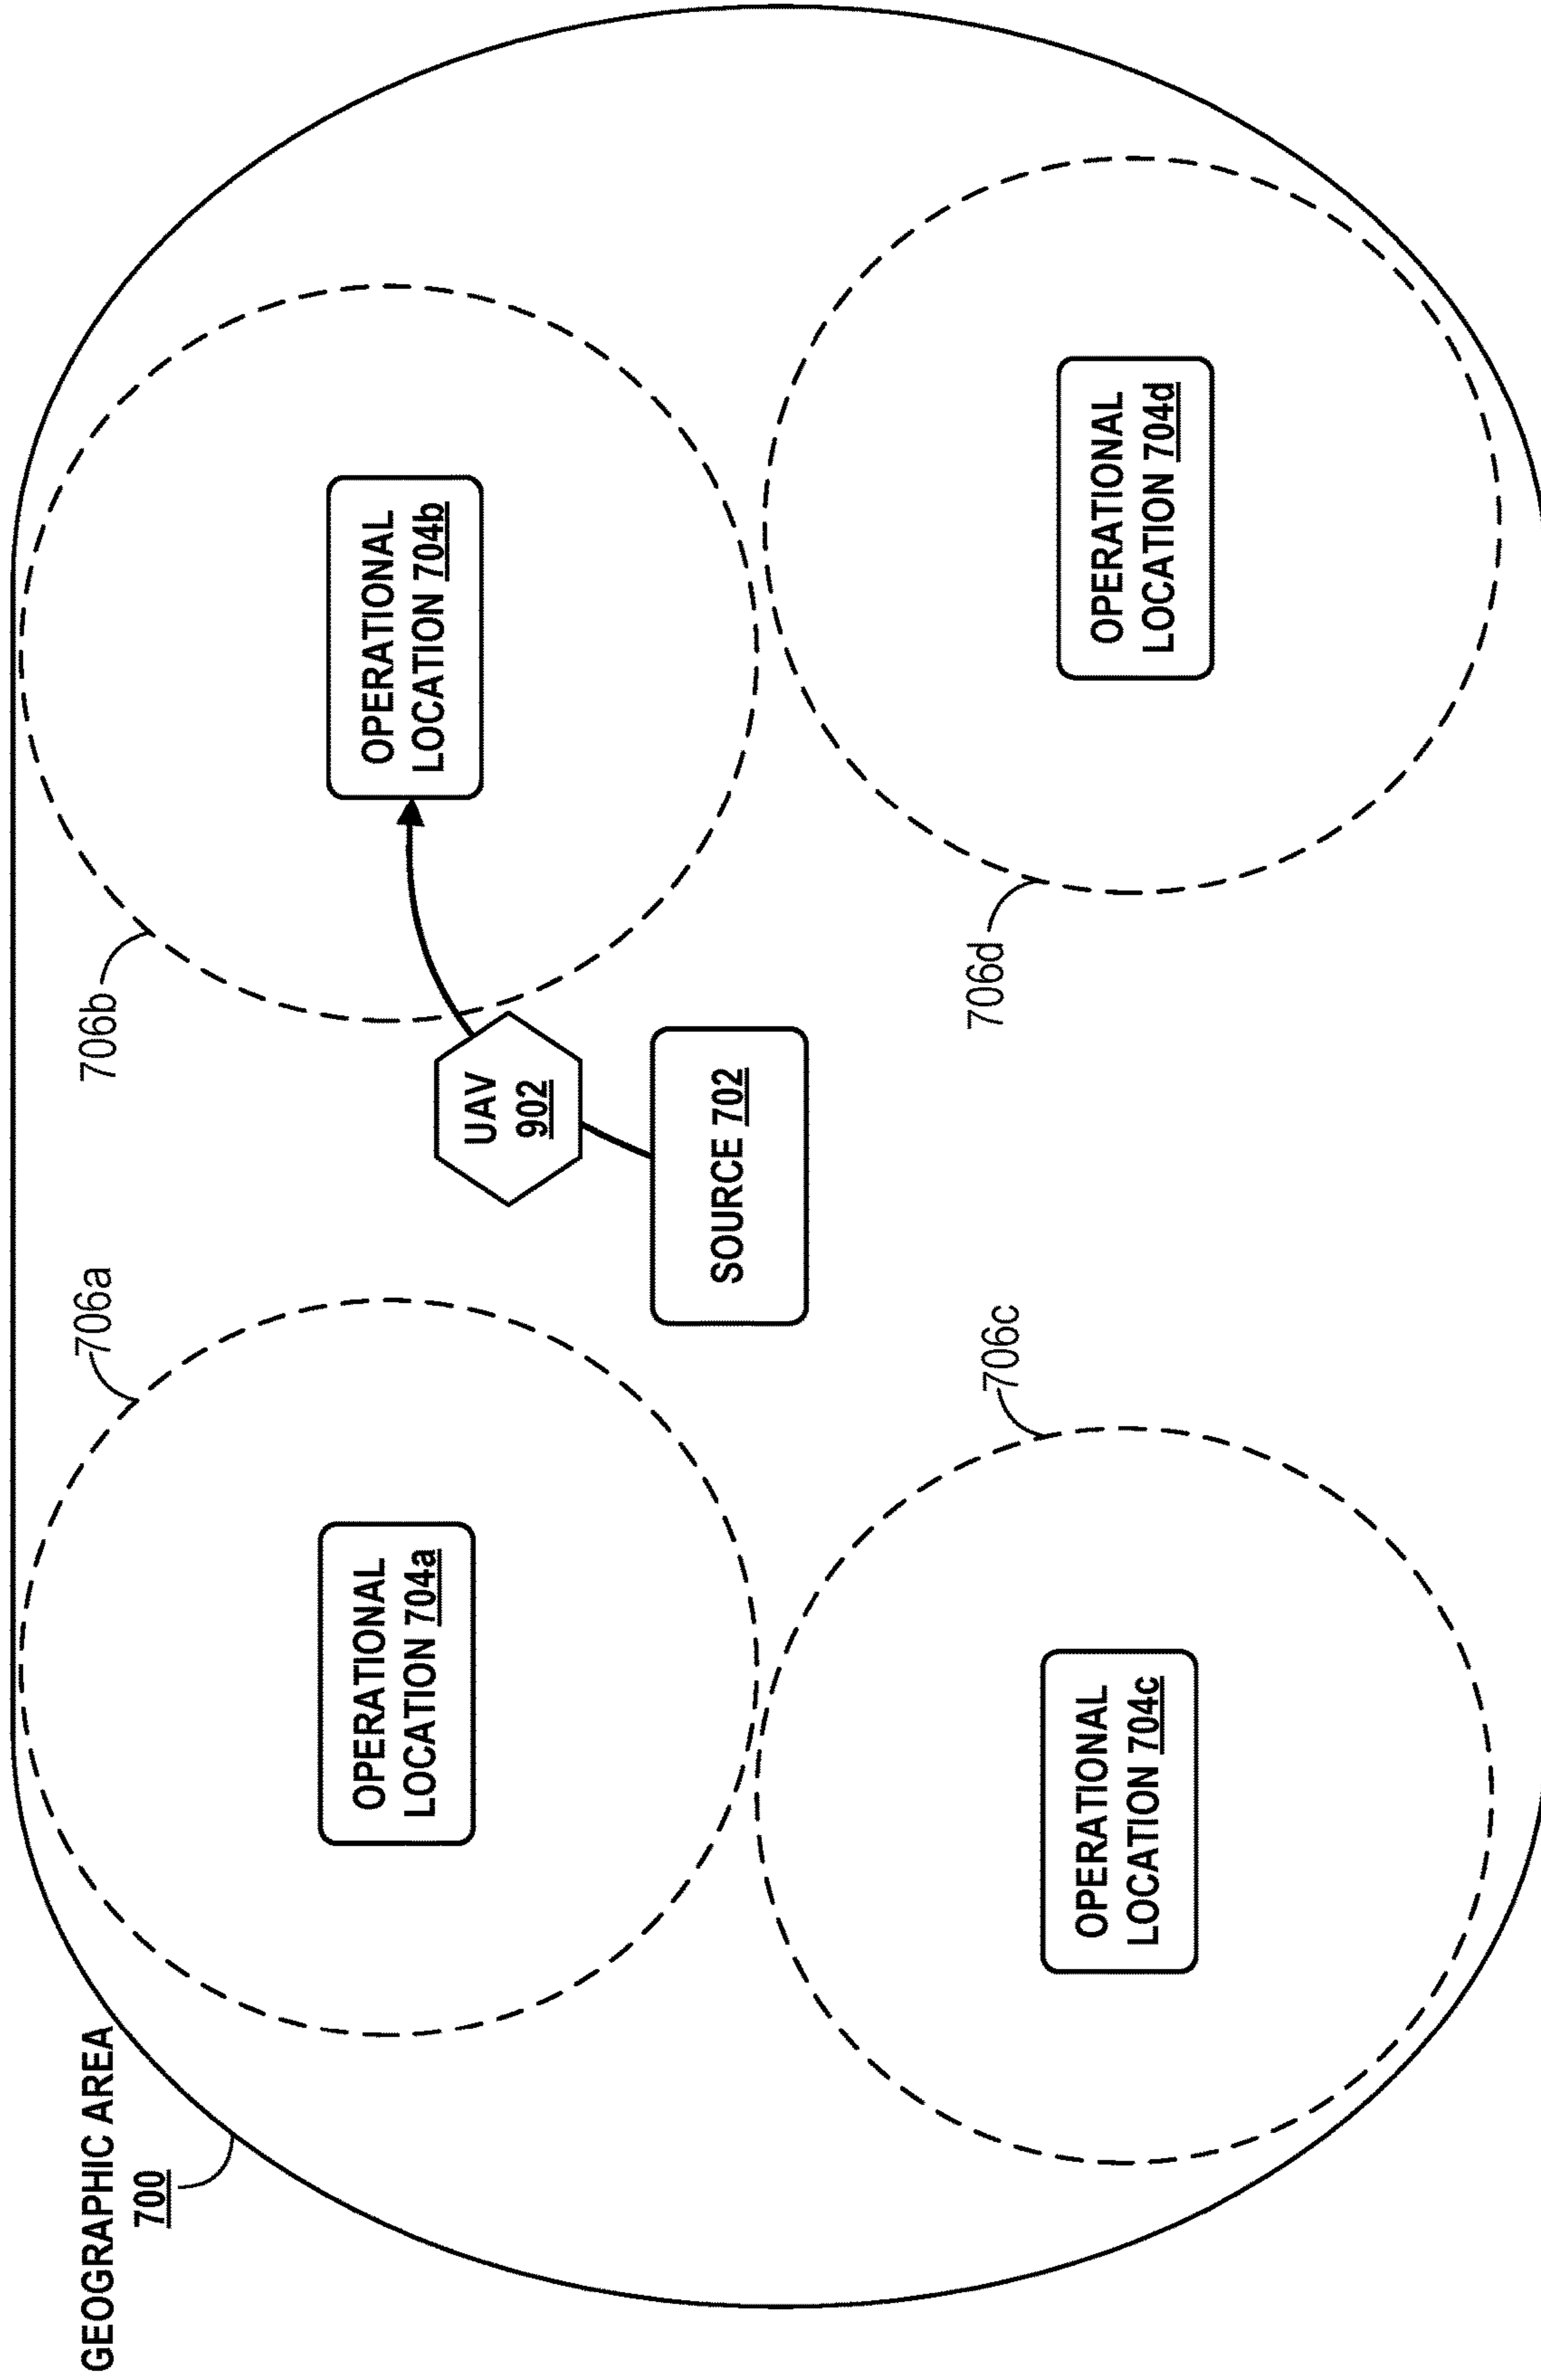 GEOGRAPHIC AREA
700
706a
706b
OPERATIONAL
LOCATION 704a
OPERATIONAL
LOCATION 704b
UAV
902
SOURCE 702
706c
706d
OPERATIONAL
LOCATION 704c
OPERATIONAL
LOCATION 704d